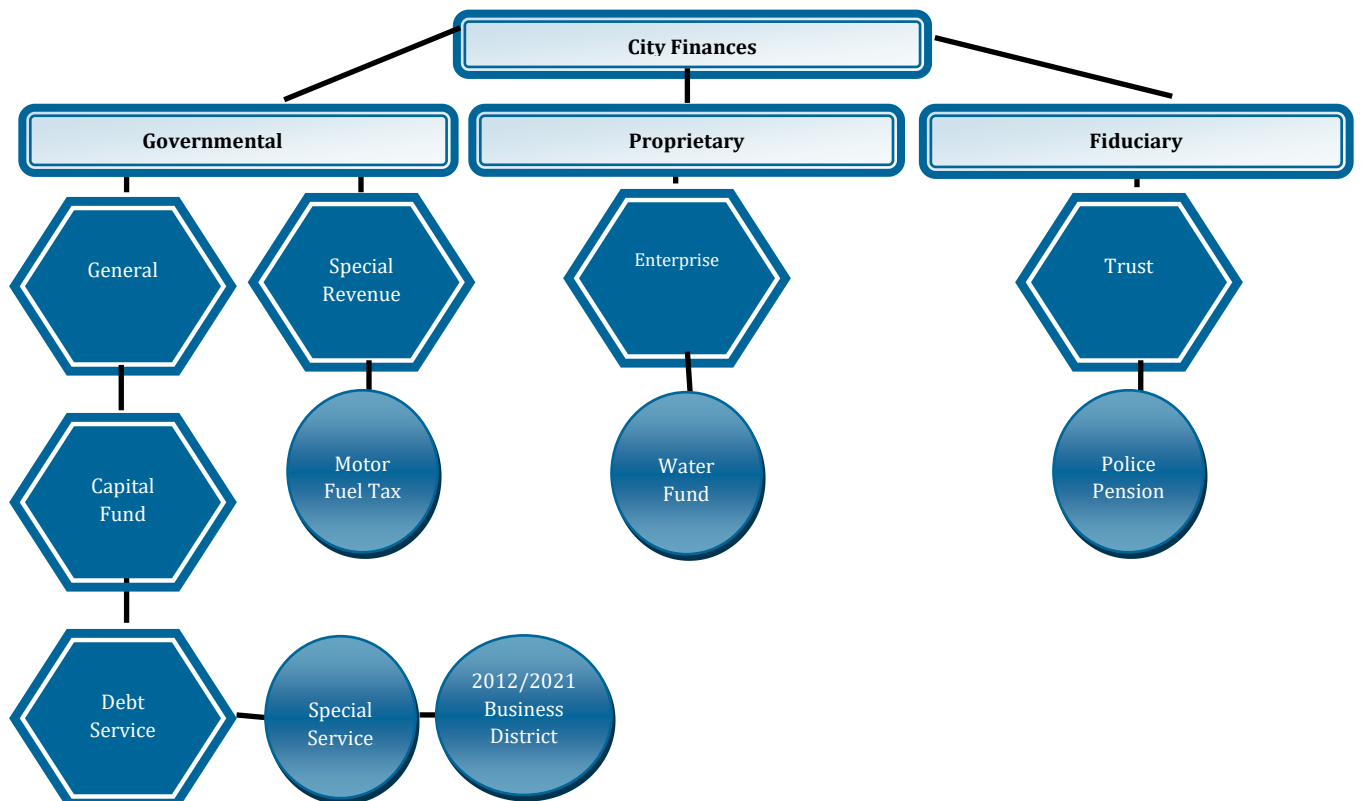 City Finances
Governmental
Proprietary
Fiduciary
General
Special
Revenue
Enterprise
Trust
Capital
Fund
Motor
Fuel Tax
Water
Fund
Police
Pension
Debt
Service
Special
Service
2012/2021
Business
District